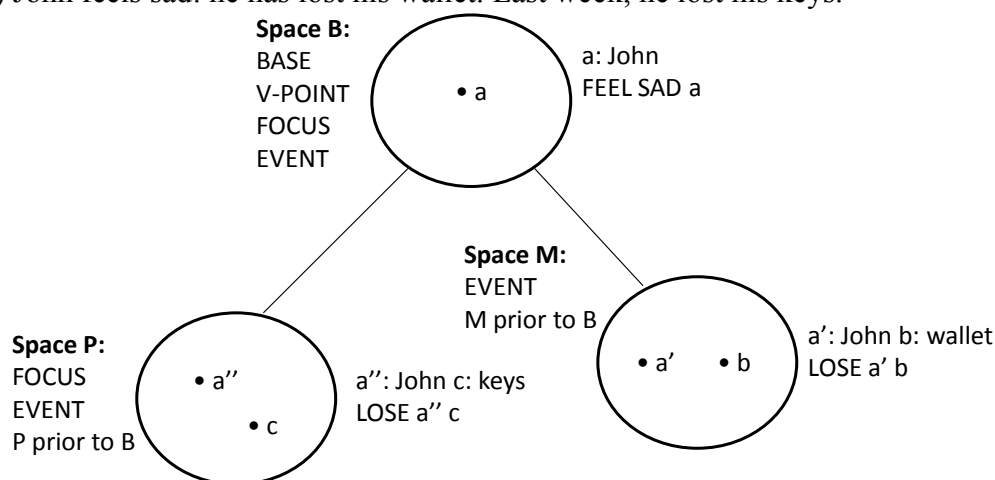 John feels sad: he has lost his wallet. Last week, he lost his keys.
Space B:
BASE
V-POINT
FOCUS
EVENT
• a
a: John
FEEL SAD a
Space M:
EVENT
M prior to B
• a’ • b
a’: John b: wallet
LOSE a’ b
Space P:
FOCUS
EVENT
P prior to B
• a’’
• c
a’’: John c: keys
LOSE a’’ c